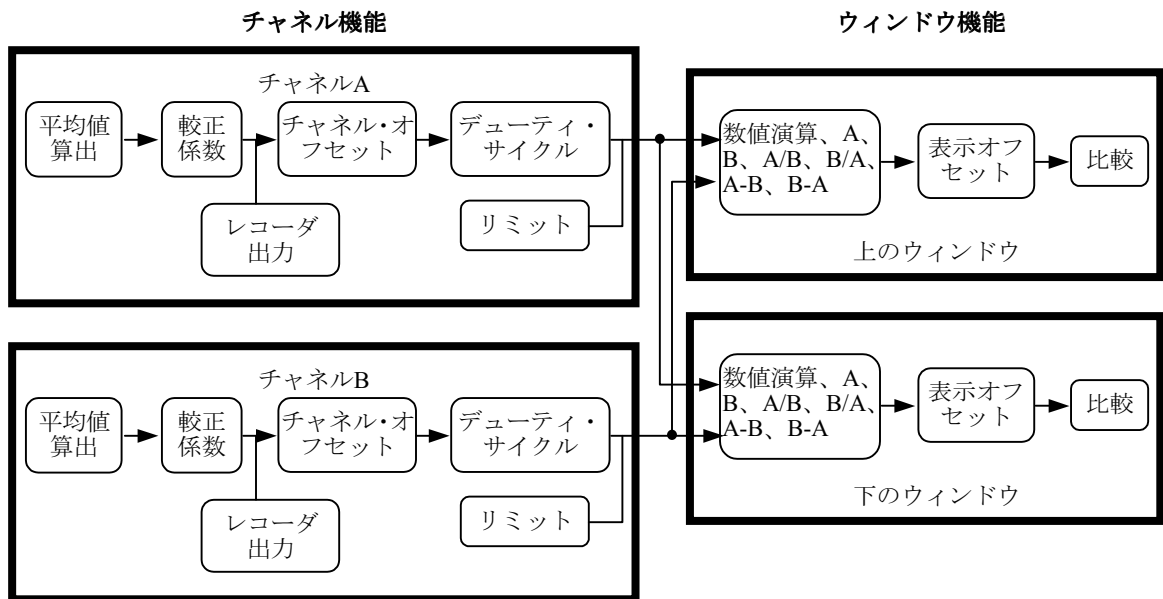 チャネル機能
ウィンドウ機能
チャネルA
平均値
算出
較正
係数
チャネル・オ
フセット
デューティ・
サイクル
レコーダ
出力
リミット
数値演算、A、
B、A/B、B/A、
A-B、B-A
表示オフ
セット
比較
上のウィンドウ
チャネルB
平均値
算出
較正
係数
チャネル・オ
フセット
デューティ・
サイクル
レコーダ
出力
リミット
数値演算、A、
B、A/B、B/A、
A-B、B-A
表示オフ
セット
比較
下のウィンドウ